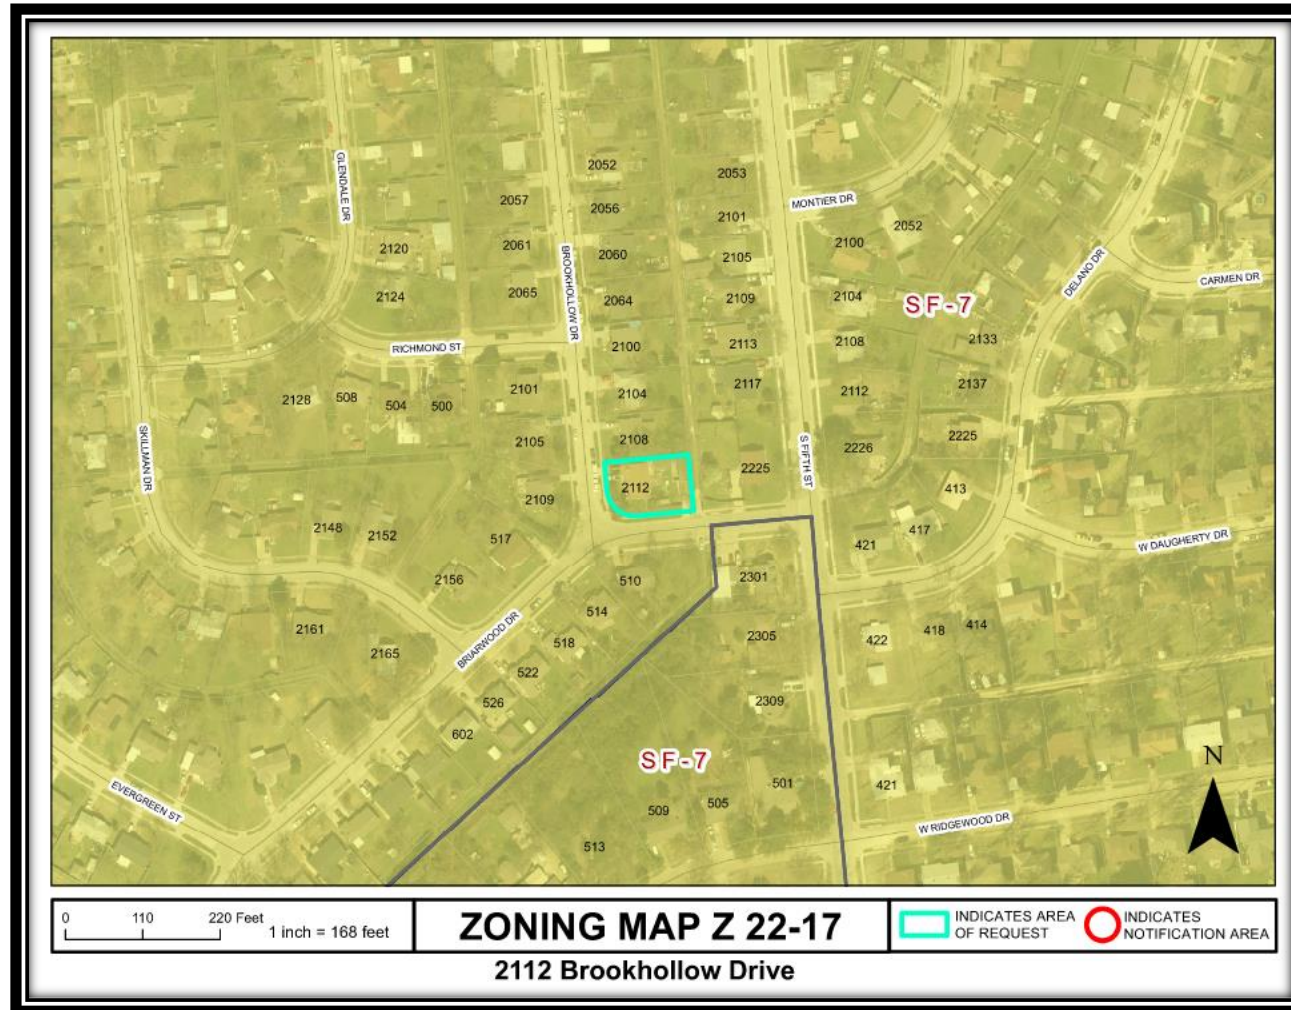 2052
2053
2057
2056
MONTIER DR
GLENDALE DR
2101
2052
2120
2061
2060
2105
2100
BROOKHOLLOW DR
DELANO DR
CARMEN DR
2124
2065
2064
2109
2104
SF-7
RICHMOND ST
2100
2113
2108
2133
2128
508
504
500
2101
2104
2117
2112
2137
SKILLMAN DR
2105
2108
S FIFTH ST
2226
2225
2225
2112
2109
413
2148
2152
517
421
417
W DAUGHERTY DR
2156
510
2301
514
BRIARWOOD DR
2161
2165
518
2305
422
418
414
522
526
2309
602
SF-7
N
EVERGREEN ST
509
505
501
421
W RIDGEWOOD DR
513
0 110 220 Feet
1 inch = 168 feet
ZONING MAP Z 22-17
INDICATES AREA
OF REQUEST
INDICATES
NOTIFICATION AREA
2112 Brookhollow Drive